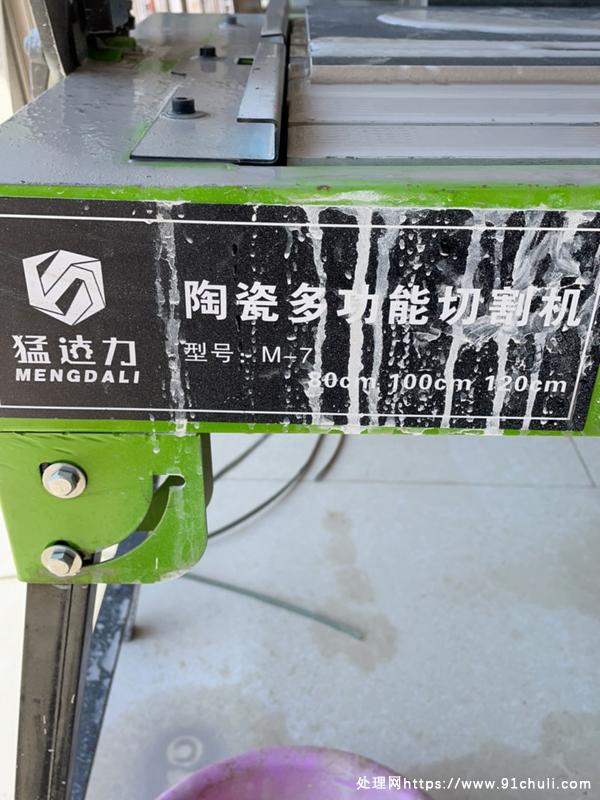 陶瓷多功能切割机
猛达力
MENGDALI
型号: M-7
80cm 100cm 120cm
处理网https://www.91chuli.com